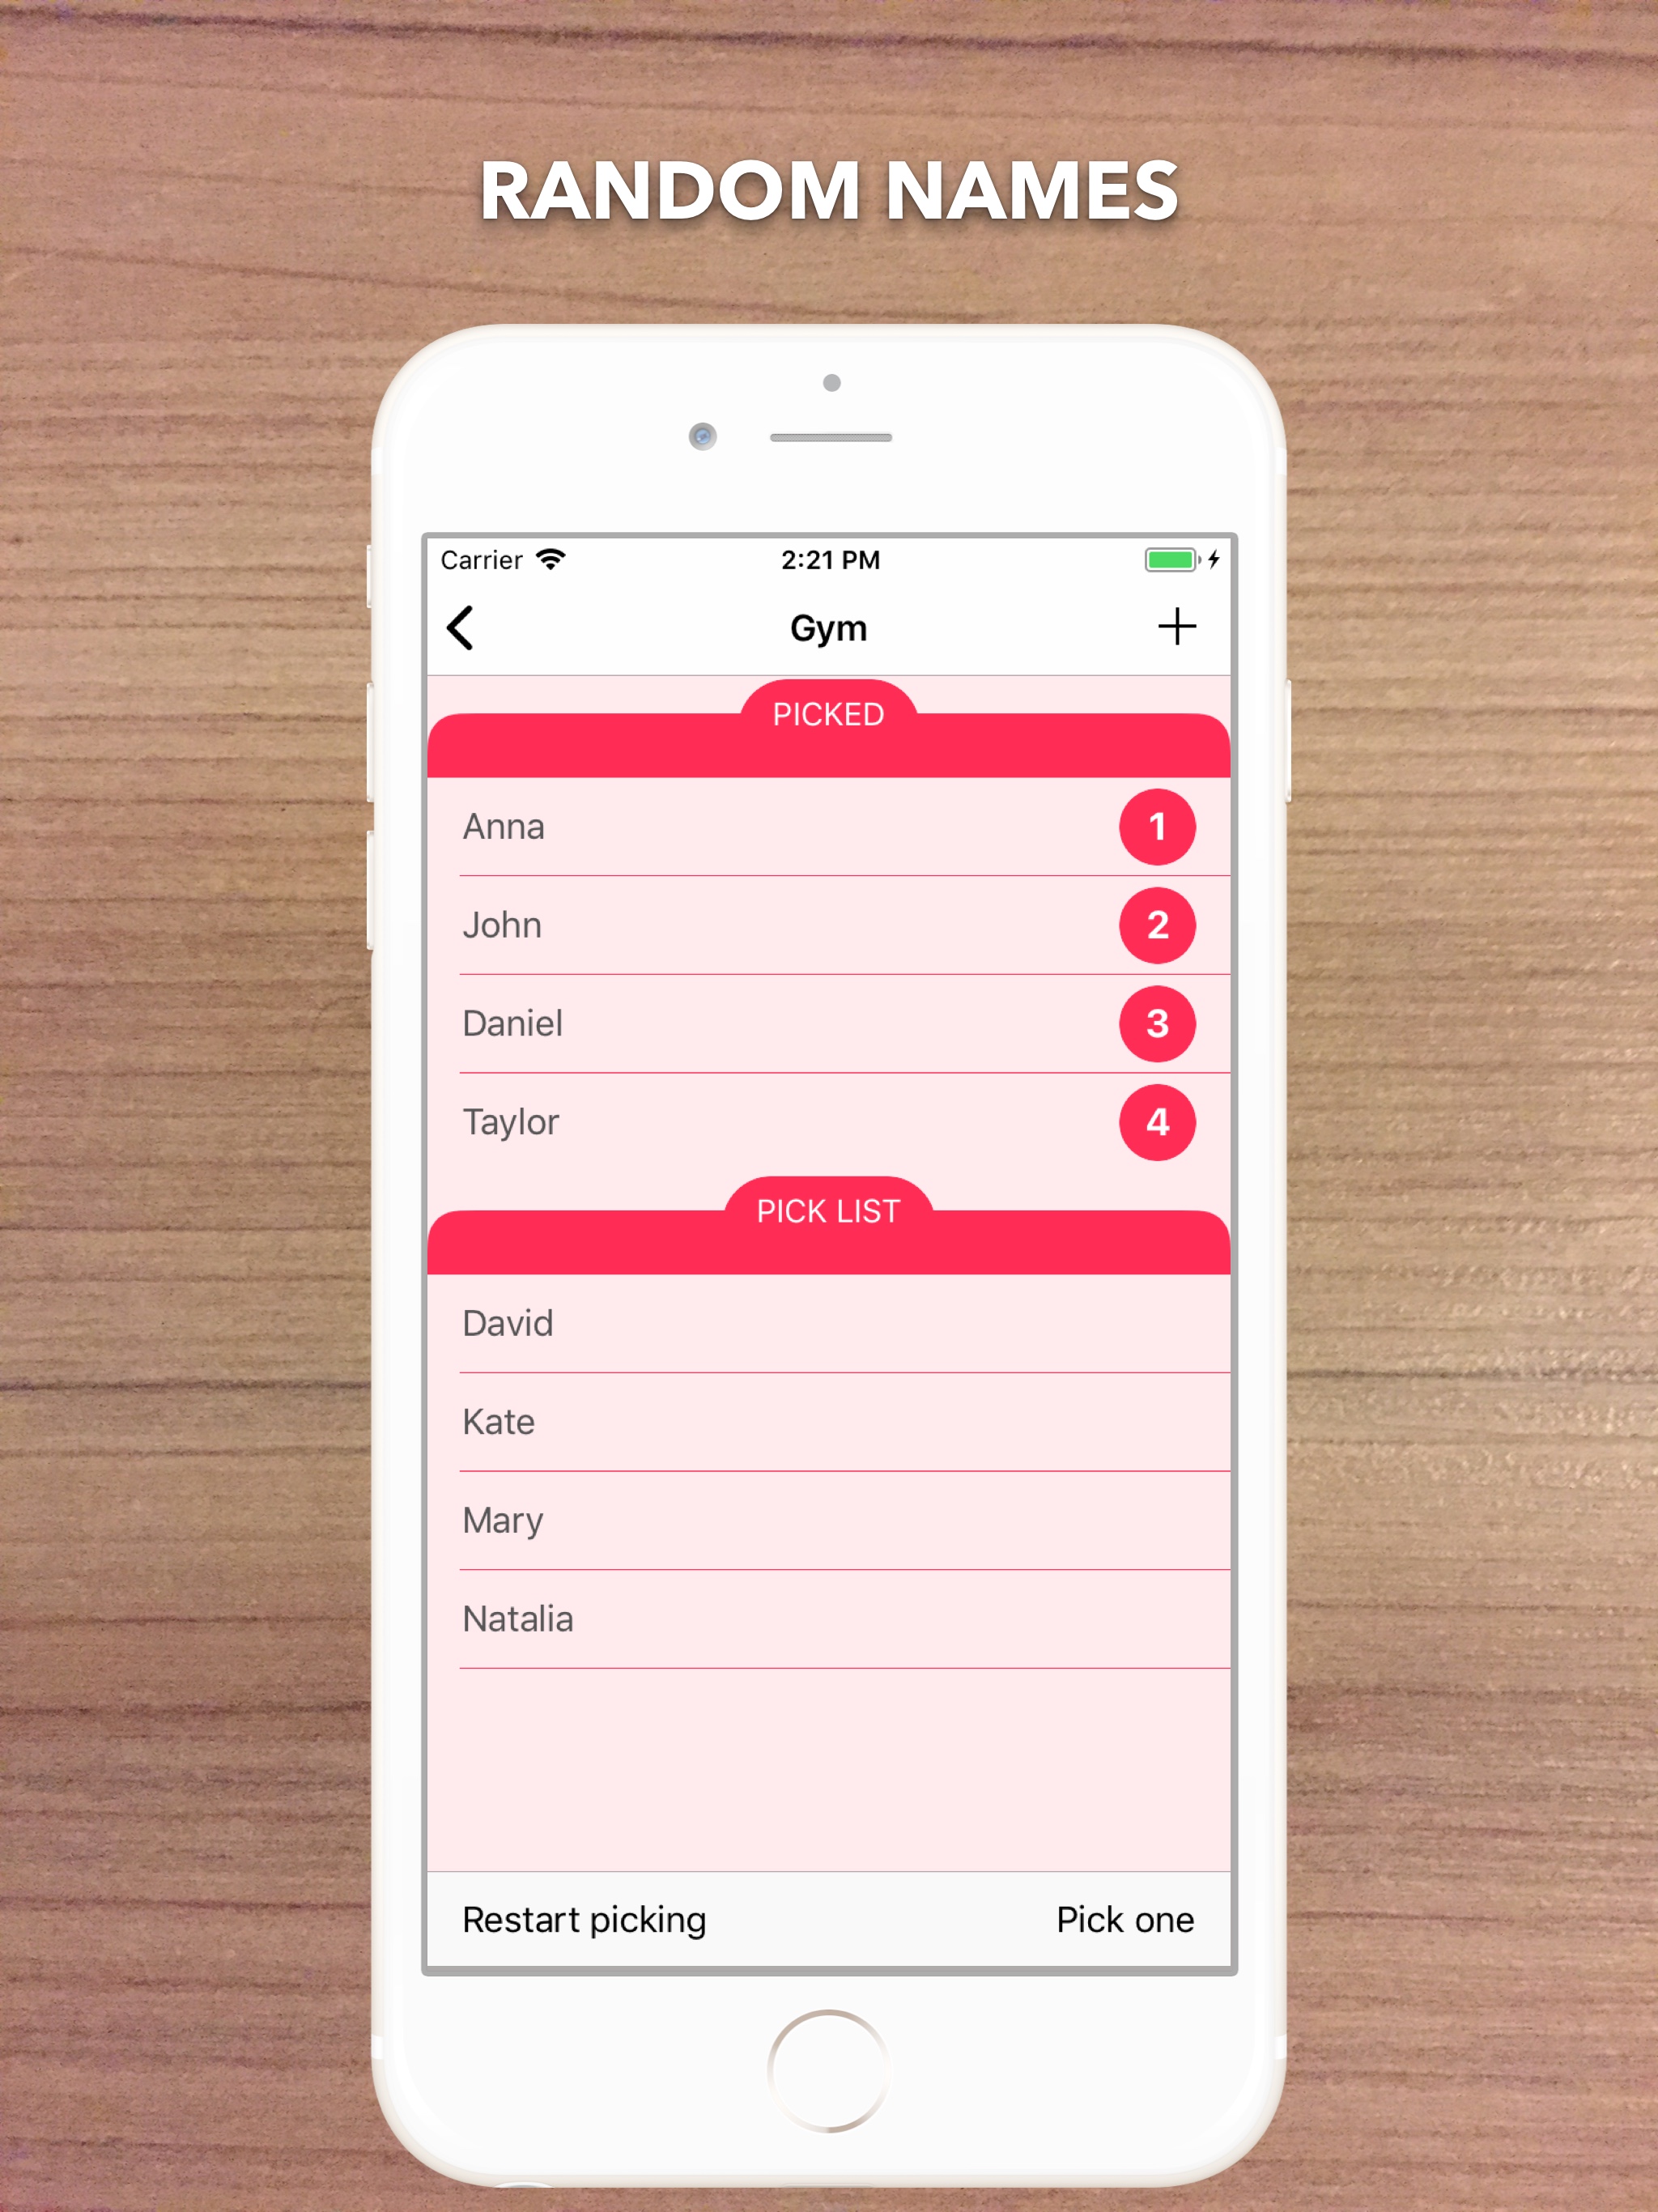 RANDOM NAMES
Carrier 2:21 PM
Gym
PICKED
Anna 1
John 2
Daniel 3
Taylor 4
PICK LIST
David
Kate
Mary
Natalia
Restart picking Pick one